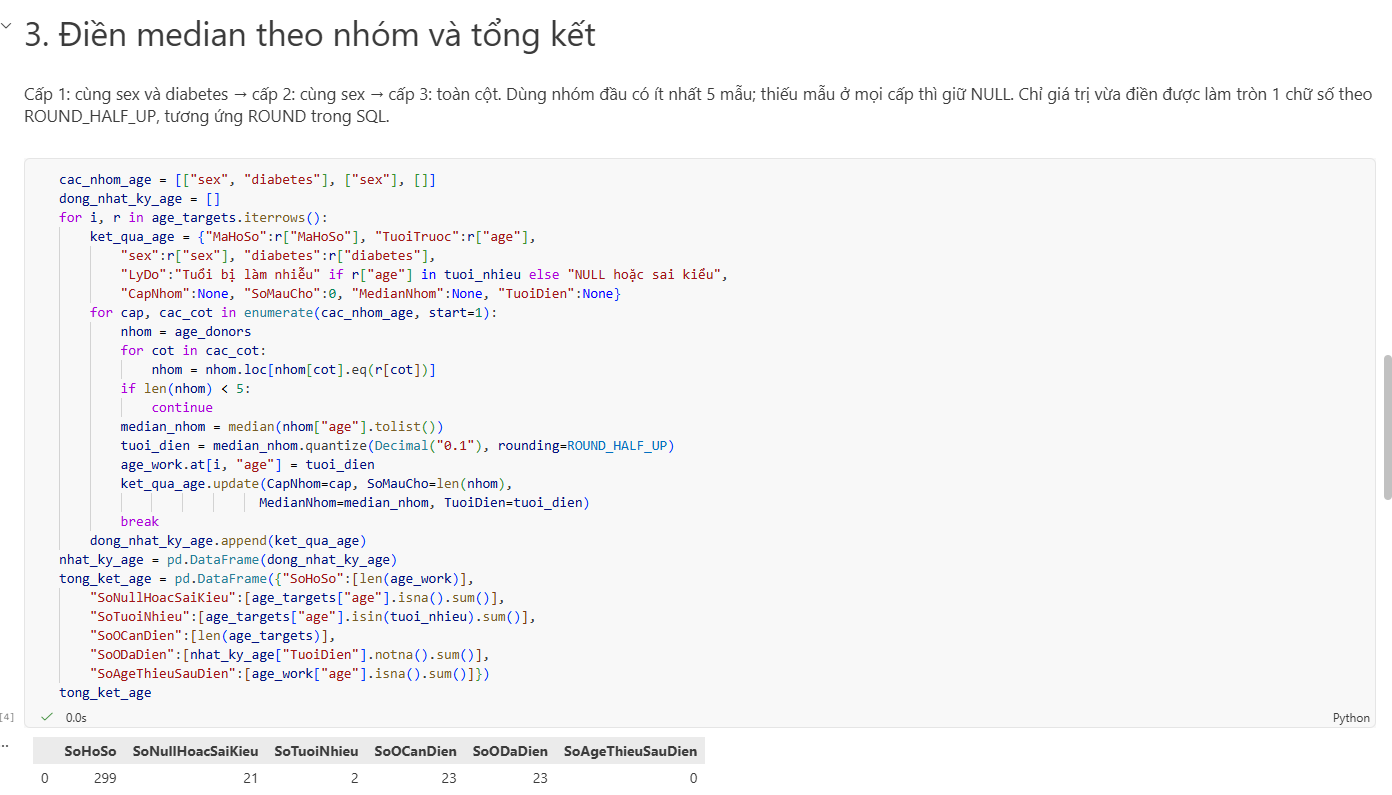 3. Điền median theo nhóm và tổng kết
Cấp 1: cùng sex và diabetes → cấp 2: cùng sex → cấp 3: toàn cột. Dùng nhóm đầu có ít nhất 5 mẫu; thiếu mẫu ở mọi cấp thì giữ NULL. Chỉ giá trị vừa điền được làm tròn 1 chữ số theo
ROUND_HALF_UP, tương ứng ROUND trong SQL.
cac_nhom_age = [["sex", "diabetes"], ["sex"], []]
dong_nhat_ky_age = []
for i, r in age_targets.iterrows():
    ket_qua_age = {"MaHoSo":r["MaHoSo"], "TuoiTruoc":r["age"],
        "sex":r["sex"], "diabetes":r["diabetes"],
        "LyDo":"Tuổi bị làm nhiễu" if r["age"] in tuoi_nhieu else "NULL hoặc sai kiểu",
        "CapNhom":None, "SoMauCho":0, "MedianNhom":None, "TuoiDien":None}
    for cap, cac_cot in enumerate(cac_nhom_age, start=1):
        nhom = age_donors
        for cot in cac_cot:
            nhom = nhom.loc[nhom[cot].eq(r[cot])]
        if len(nhom) < 5:
            continue
        median_nhom = median(nhom["age"].tolist())
        tuoi_dien = median_nhom.quantize(Decimal("0.1"), rounding=ROUND_HALF_UP)
        age_work.at[i, "age"] = tuoi_dien
        ket_qua_age.update(CapNhom=cap, SoMauCho=len(nhom),
                          MedianNhom=median_nhom, TuoiDien=tuoi_dien)
        break
    dong_nhat_ky_age.append(ket_qua_age)
nhat_ky_age = pd.DataFrame(dong_nhat_ky_age)
tong_ket_age = pd.DataFrame({"SoHoSo":[len(age_work)],
    "SoNullHoacSaiKieu":[age_targets["age"].isna().sum()],
    "SoTuoiNhieu":[age_targets["age"].isin(tuoi_nhieu).sum()],
    "SoOCanDien":[len(age_targets)],
    "SoODaDien":[nhat_ky_age["TuoiDien"].notna().sum()],
    "SoAgeThieuSauDien":[age_work["age"].isna().sum()]})
tong_ket_age
[4] 0.0s Python
SoHoSo SoNullHoacSaiKieu SoTuoiNhieu SoOCanDien SoODaDien SoAgeThieuSauDien
0 299 21 2 23 23 0